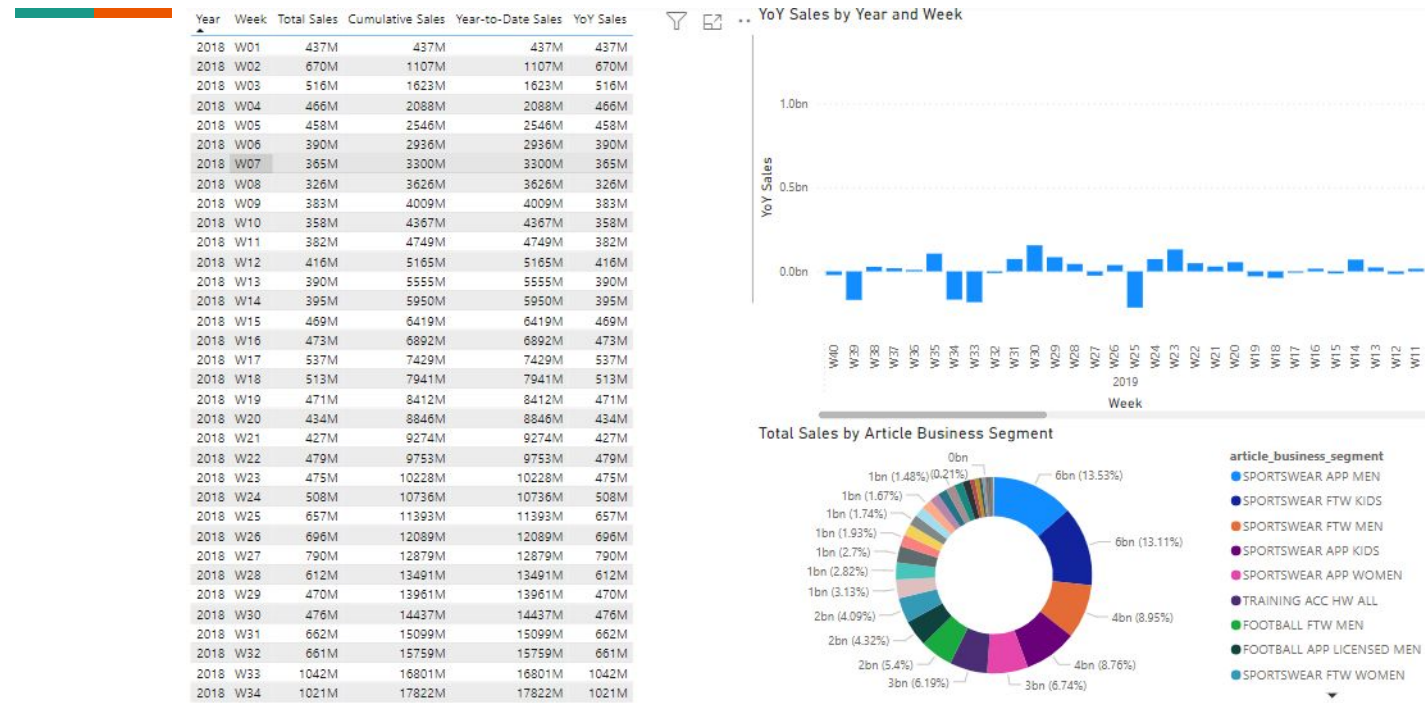 Year Week Total Sales Cumulative Sales Year-to-Date Sales YoY Sales
2018 W01 437M 437M 437M 437M
2018 W02 670M 1107M 1107M 670M
2018 W03 516M 1623M 1623M 516M
2018 W04 466M 2088M 2088M 466M
2018 W05 458M 2546M 2546M 458M
2018 W06 390M 2936M 2936M 390M
2018 W07 365M 3300M 3300M 365M
2018 W08 326M 3626M 3626M 326M
2018 W09 383M 4009M 4009M 383M
2018 W10 358M 4367M 4367M 358M
2018 W11 382M 4749M 4749M 382M
2018 W12 416M 5165M 5165M 416M
2018 W13 390M 5555M 5555M 390M
2018 W14 395M 5950M 5950M 395M
2018 W15 469M 6419M 6419M 469M
2018 W16 473M 6892M 6892M 473M
2018 W17 537M 7429M 7429M 537M
2018 W18 513M 7941M 7941M 513M
2018 W19 471M 8412M 8412M 471M
2018 W20 434M 8846M 8846M 434M
2018 W21 427M 9274M 9274M 427M
2018 W22 479M 9753M 9753M 479M
2018 W23 475M 10228M 10228M 475M
2018 W24 508M 10736M 10736M 508M
2018 W25 657M 11393M 11393M 657M
2018 W26 696M 12089M 12089M 696M
2018 W27 790M 12879M 12879M 790M
2018 W28 612M 13491M 13491M 612M
2018 W29 470M 13961M 13961M 470M
2018 W30 476M 14437M 14437M 476M
2018 W31 662M 15099M 15099M 662M
2018 W32 661M 15759M 15759M 661M
2018 W33 1042M 16801M 16801M 1042M
2018 W34 1021M 17822M 17822M 1021M
YoY Sales by Year and Week
1.0bn
0.5bn
0.0bn
YoY Sales
W40 W39 W38 W37 W36 W35 W34 W33 W32 W31 W30 W29 W28 W27 W26 W25 W24 W23 W22 W21 W20 W19 W18 W17 W16 W15 W14 W13 W12 W11
2019
Week
Total Sales by Article Business Segment
0bn
1bn (1.48%)
(0.21%)
1bn (1.67%)
1bn (1.74%)
1bn (1.93%)
1bn (2.7%)
1bn (2.82%)
1bn (3.13%)
2bn (4.09%)
2bn (4.32%)
2bn (5.4%)
3bn (6.19%)
3bn (6.74%)
4bn (8.76%)
4bn (8.95%)
6bn (13.11%)
6bn (13.53%)
article_business_segment
SPORTSWEAR APP MEN
SPORTSWEAR FTW KIDS
SPORTSWEAR FTW MEN
SPORTSWEAR APP KIDS
SPORTSWEAR APP WOMEN
TRAINING ACC HW ALL
FOOTBALL FTW MEN
FOOTBALL APP LICENSED MEN
SPORTSWEAR FTW WOMEN